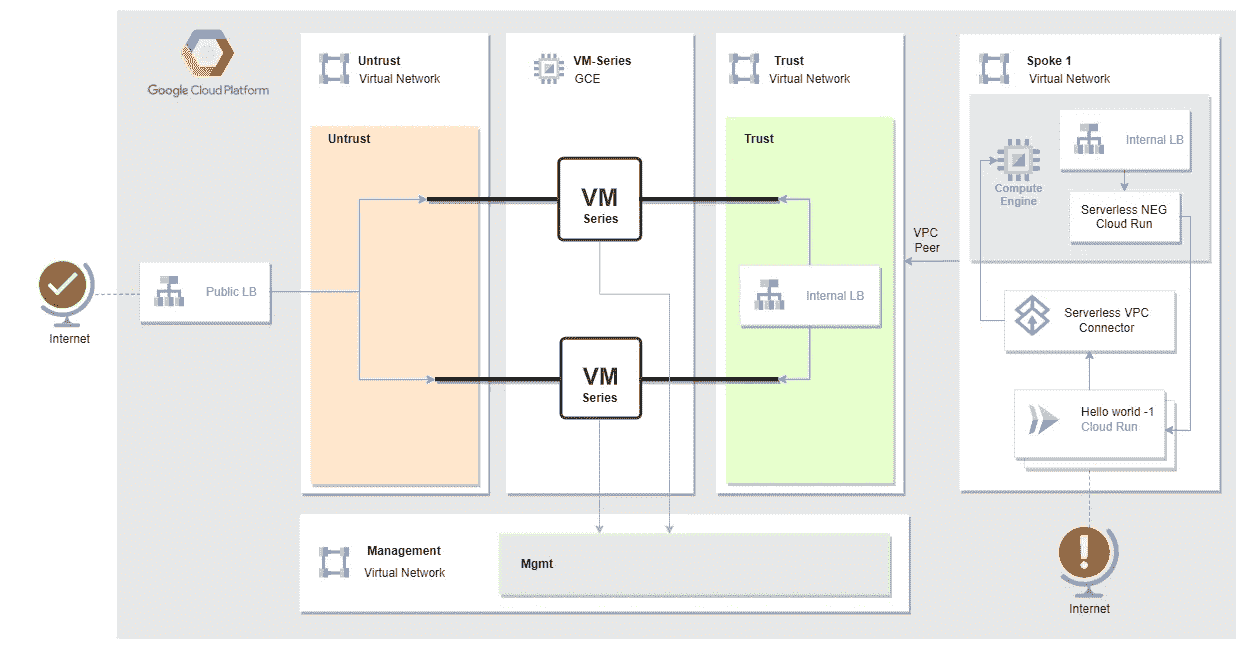 Google Cloud Platform
Untrust
Virtual Network
VM-Series
GCE
Trust
Virtual Network
Spoke 1
Virtual Network
Untrust
Trust
Internal LB
Compute
Engine
VM
Series
Serverless NEG
Cloud Run
VPC
Peer
Public LB
Internal LB
Internet
Serverless VPC
Connector
VM
Series
Hello world -1
Cloud Run
Management
Virtual Network
Mgmt
Internet